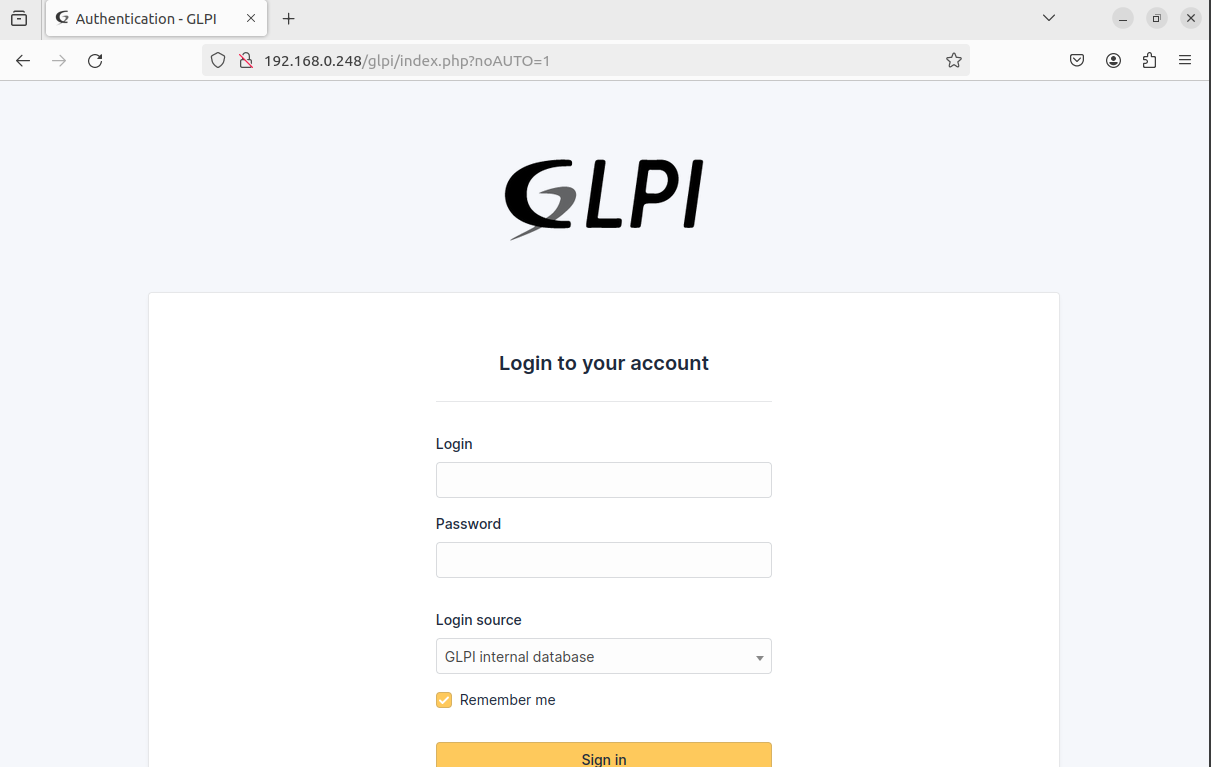 Authentication - GLPI
192.168.0.248/glpi/index.php?noAUTO=1
GLPI
Login to your account
Login
Password
Login source
GLPI internal database
Remember me
Sign in